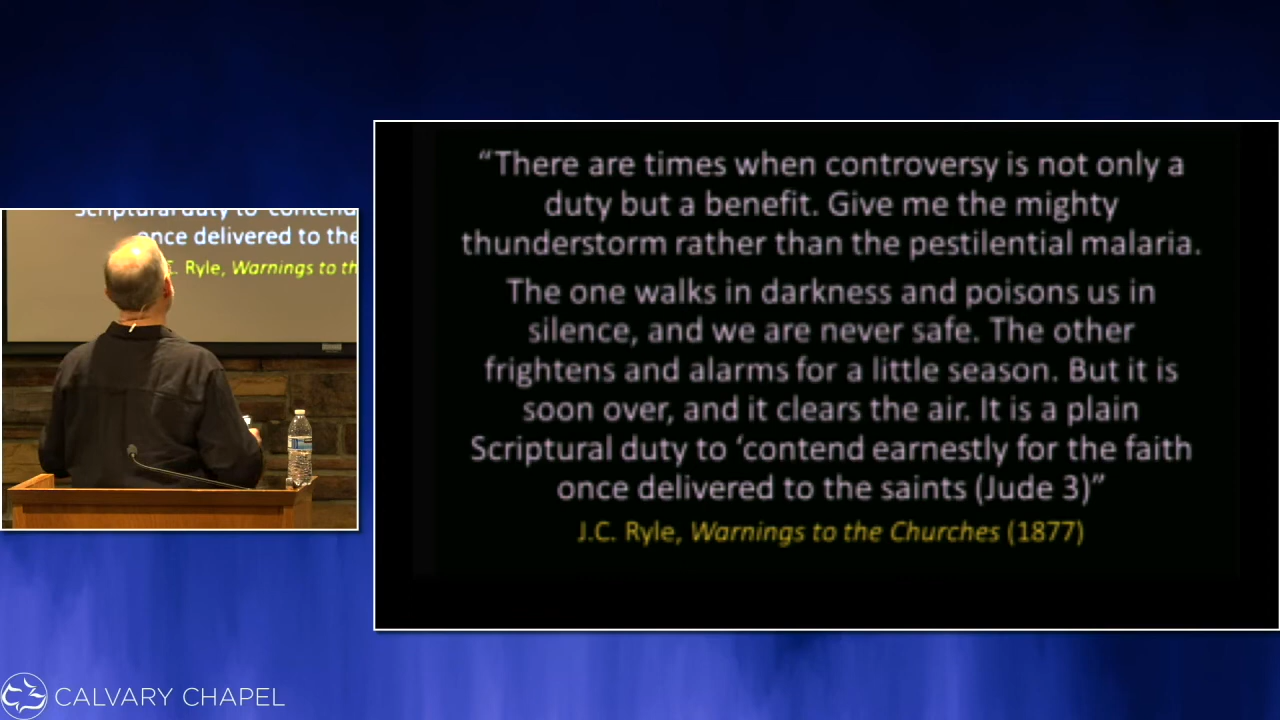 “There are times when controversy is not only a
duty but a benefit. Give me the mighty
thunderstorm rather than the pestilential malaria.
The one walks in darkness and poisons us in
silence, and we are never safe. The other
frightens and alarms for a little season. But it is
soon over, and it clears the air. It is a plain
Scriptural duty to ‘contend earnestly for the faith
once delivered to the saints (Jude 3)”
J.C. Ryle, Warnings to the Churches (1877)
Scriptural duty to ‘contend
once delivered to the
C. Ryle, Warnings to th
CALVARY CHAPEL